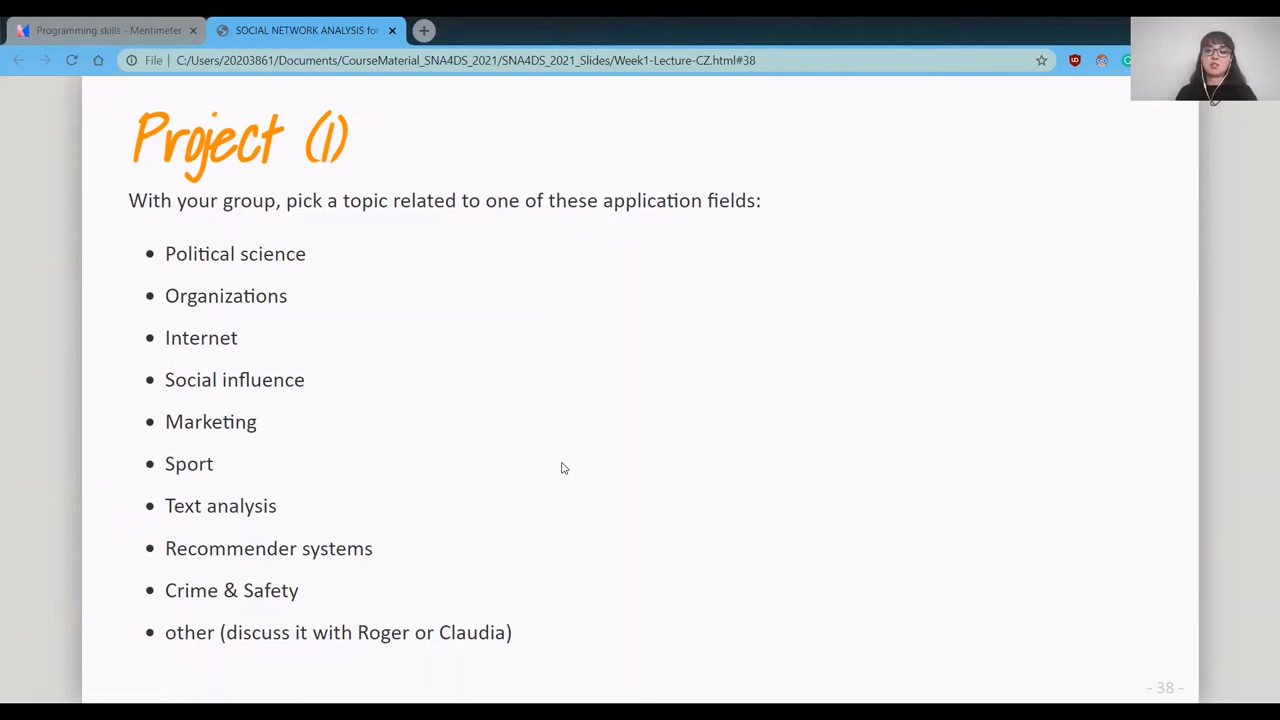 Programming skills - Mentimeter
SOCIAL NETWORK ANALYSIS for
File
C:/Users/20203861/Documents/CourseMaterial_SNA4DS_2021/SNA4DS_2021_Slides/Week1-Lecture-CZ.html#38
Project (1)
With your group, pick a topic related to one of these application fields:
• Political science
• Organizations
• Internet
• Social influence
• Marketing
• Sport
• Text analysis
• Recommender systems
• Crime & Safety
• other (discuss it with Roger or Claudia)
- 38 -